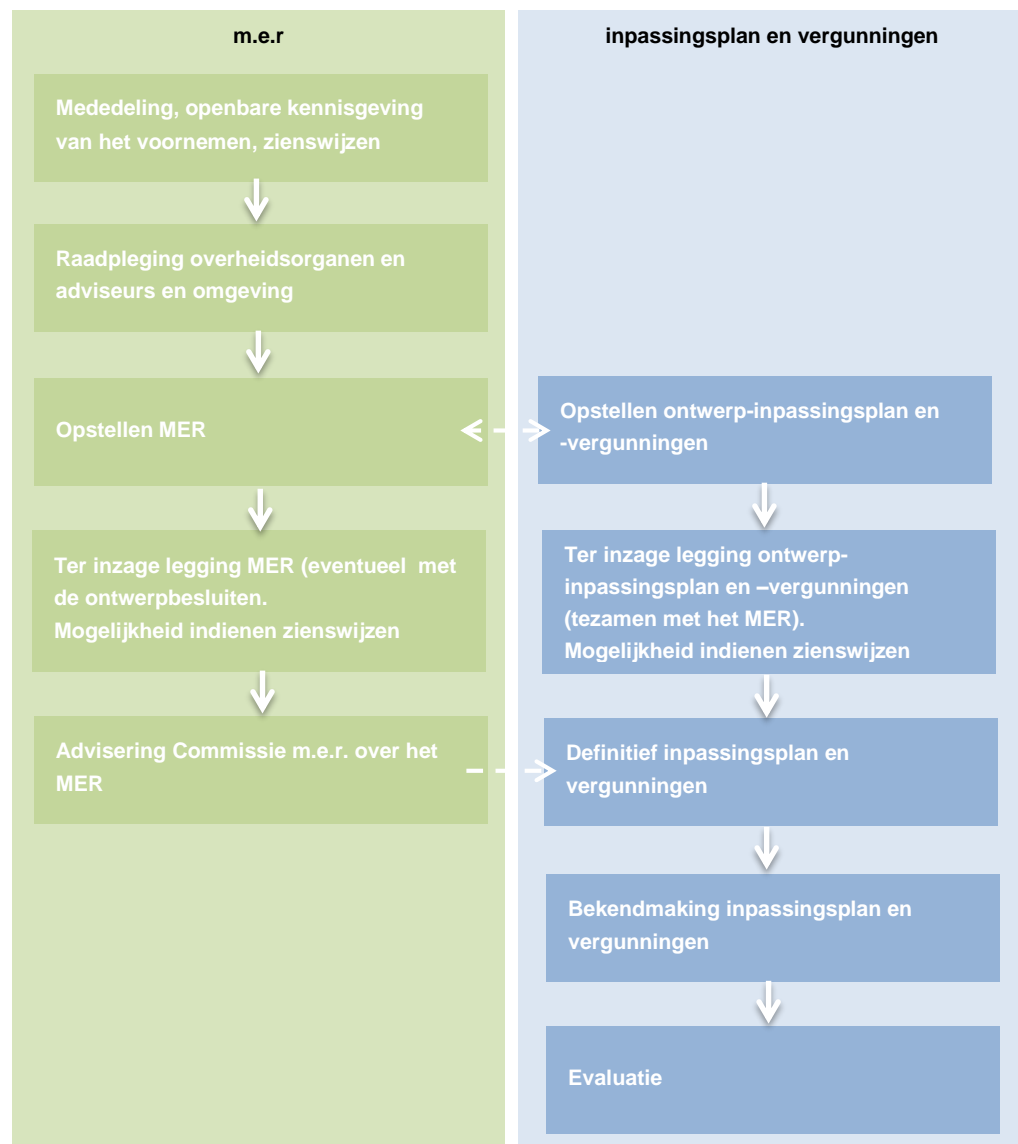 m.e.r
Mededeling, openbare kennisgeving
van het voornemen, zienswijzen
Raadpleging overheidsorganen en
adviseurs en omgeving
Opstellen MER
Ter inzage legging MER (eventueel  met
de ontwerpbesluiten.
Mogelijkheid indienen zienswijzen
Advisering Commissie m.e.r. over het
MER
inpassingsplan en vergunningen
Opstellen ontwerp-inpassingsplan en
-vergunningen
Ter inzage legging ontwerp-
inpassingsplan en –vergunningen
(tezamen met het MER).
Mogelijkheid indienen zienswijzen
Definitief inpassingsplan en
vergunningen
Bekendmaking inpassingsplan en
vergunningen
Evaluatie